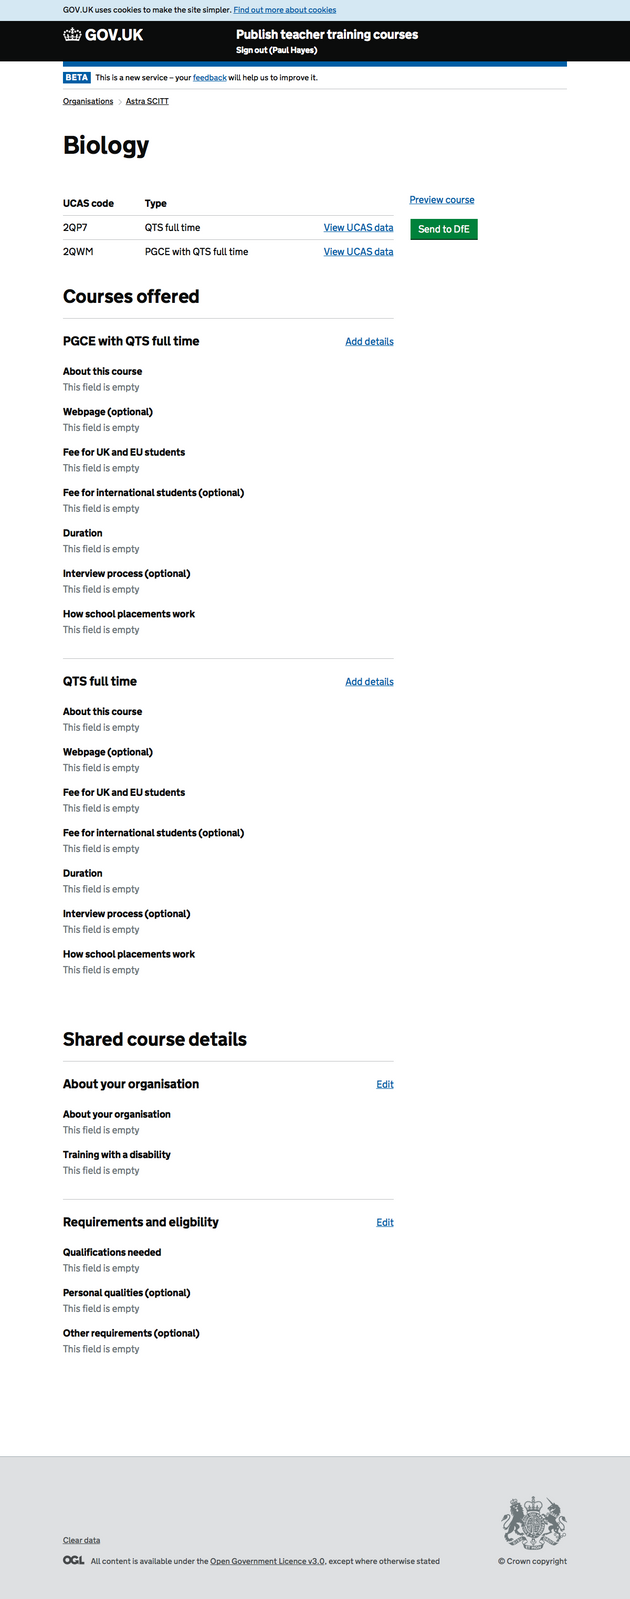 GOV.UK uses cookies to make the site simpler. Find out more about cookies
GOV.UK
Publish teacher training courses
Sign out (Paul Hayes)
BETA This is a new service – your feedback will help us to improve it.
Organisations > Astra SCITT
Biology
UCAS code Type
2QP7 QTS full time View UCAS data
2QWM PGCE with QTS full time View UCAS data
Preview course
Send to DfE
Courses offered
PGCE with QTS full time Add details
About this course
This field is empty
Webpage (optional)
This field is empty
Fee for UK and EU students
This field is empty
Fee for international students (optional)
This field is empty
Duration
This field is empty
Interview process (optional)
This field is empty
How school placements work
This field is empty
QTS full time Add details
About this course
This field is empty
Webpage (optional)
This field is empty
Fee for UK and EU students
This field is empty
Fee for international students (optional)
This field is empty
Duration
This field is empty
Interview process (optional)
This field is empty
How school placements work
This field is empty
Shared course details
About your organisation Edit
About your organisation
This field is empty
Training with a disability
This field is empty
Requirements and eligbility Edit
Qualifications needed
This field is empty
Personal qualities (optional)
This field is empty
Other requirements (optional)
This field is empty
Clear data
OGL All content is available under the Open Government Licence v3.0, except where otherwise stated
© Crown copyright